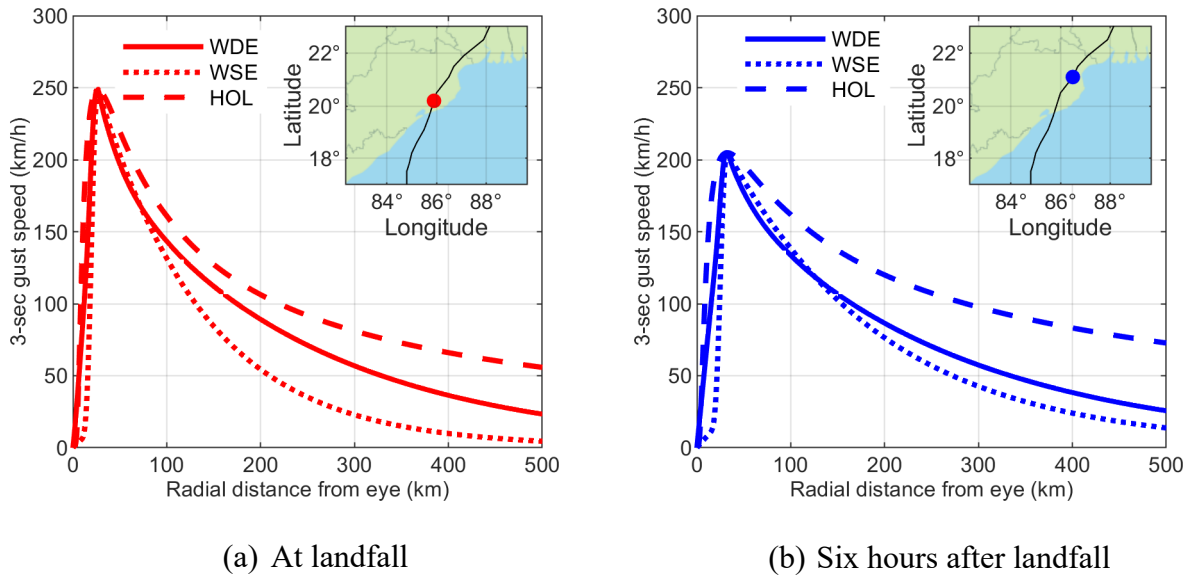 300
250
200
150
100
50
0
3-sec gust speed (km/h)
WDE
WSE
HOL
22°
20°
18°
Latitude
84° 86° 88°
Longitude
0 100 200 300 400 500
Radial distance from eye (km)
(a) At landfall
300
250
200
150
100
50
0
3-sec gust speed (km/h)
WDE
WSE
HOL
22°
20°
18°
Latitude
84° 86° 88°
Longitude
0 100 200 300 400 500
Radial distance from eye (km)
(b) Six hours after landfall